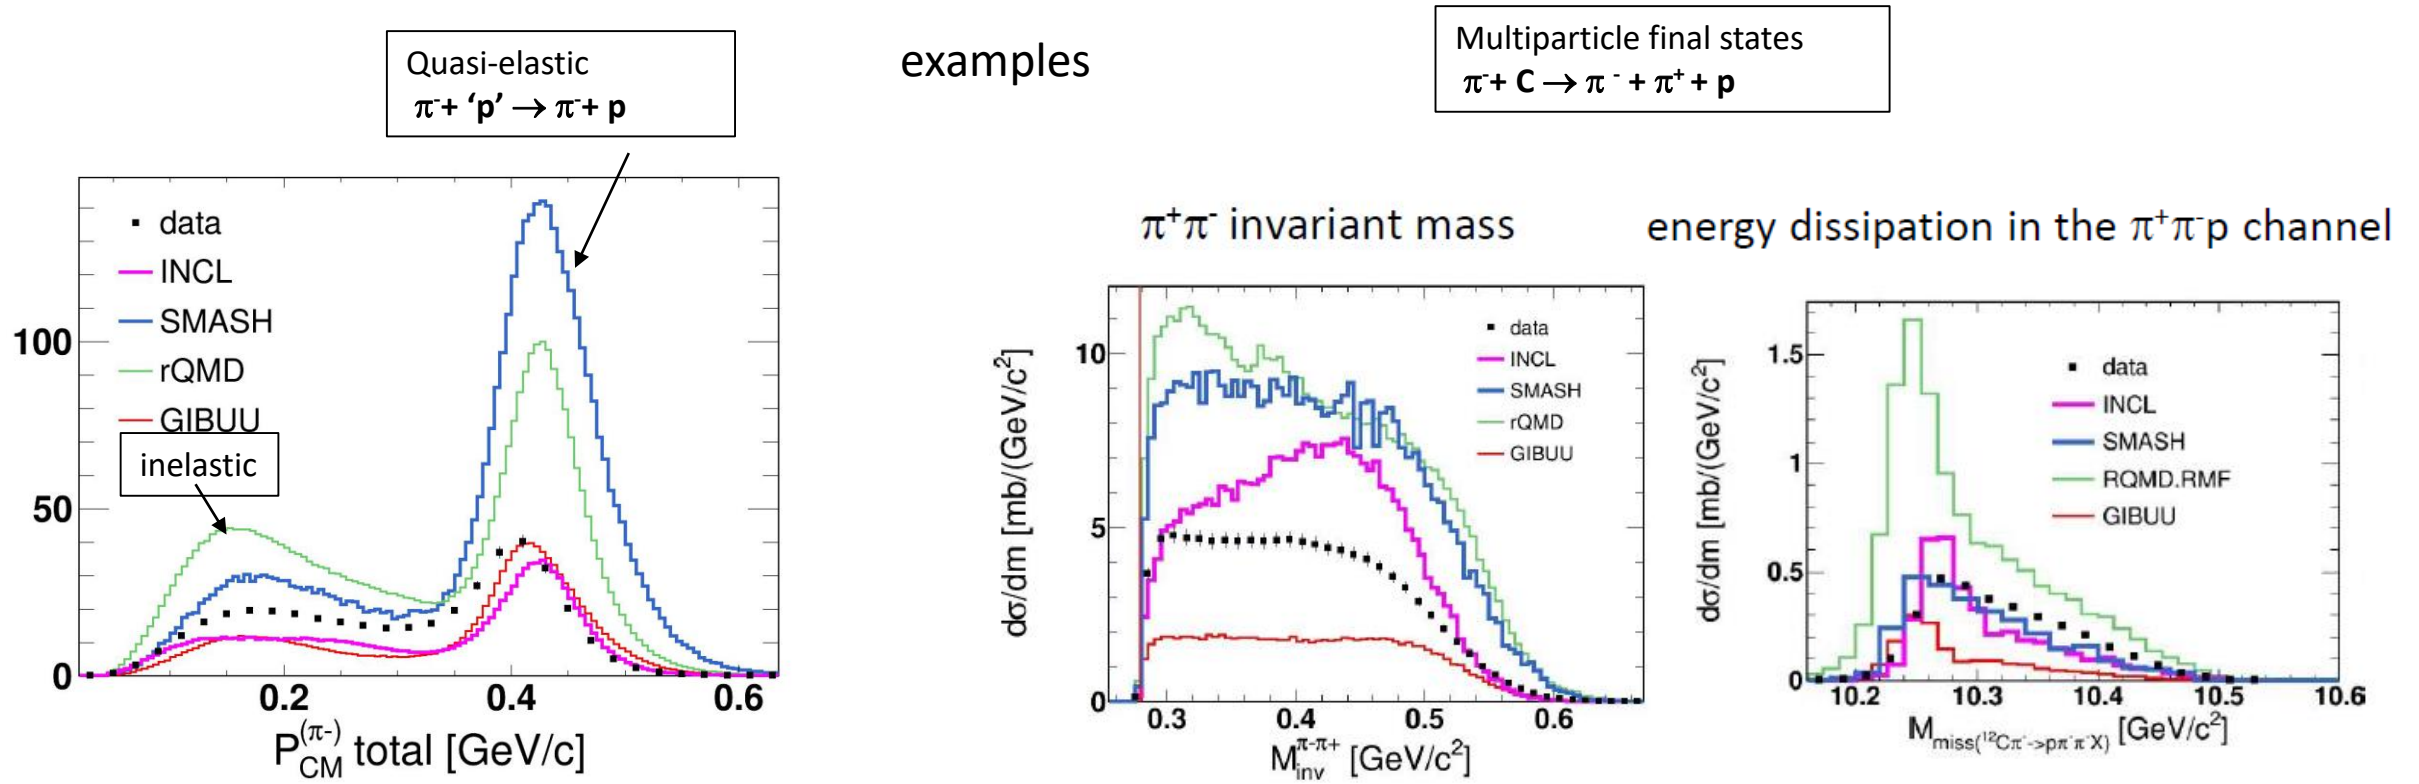 examples
Quasi-elastic
π⁻+ ‘p’ → π⁻+ p
Multiparticle final states
π⁻+ C → π ⁻ + π⁺ + p
data
INCL
SMASH
rQMD
GIBUU
inelastic
100
50
0
0.2 0.4 0.6
P_CM^(π-) total [GeV/c]
π⁺π⁻ invariant mass
dσ/dm [mb/(GeV/c²)]
10
5
0
data
INCL
SMASH
rQMD
GIBUU
0.3 0.4 0.5 0.6
M_inv^π-π+ [GeV/c²]
energy dissipation in the π⁺π⁻p channel
dσ/dm [mb/(GeV/c²)]
1.5
1
0.5
0
data
INCL
SMASH
RQMD.RMF
GIBUU
10.2 10.3 10.4 10.5 10.6
M_miss(¹²Cπ⁻->pπ⁻π⁻X) [GeV/c²]